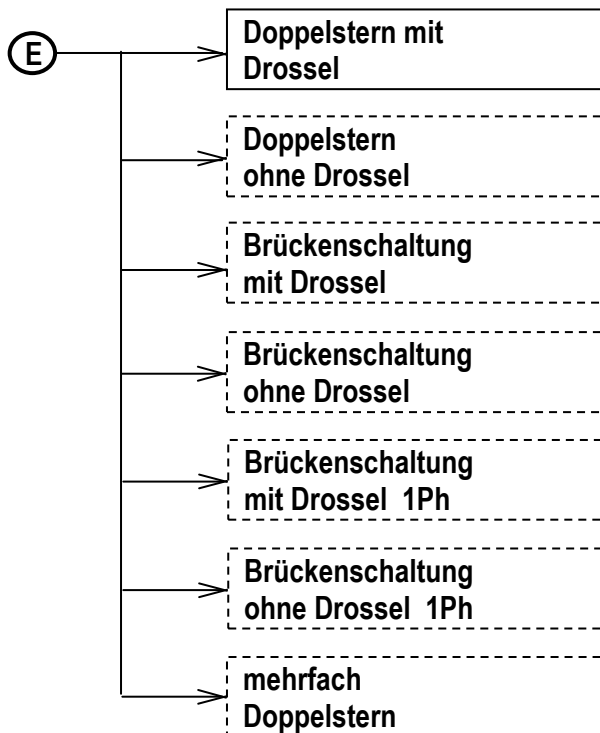 E
Doppelstern mit
Drossel
Doppelstern
ohne Drossel
Brückenschaltung
mit Drossel
Brückenschaltung
ohne Drossel
Brückenschaltung
mit Drossel 1Ph
Brückenschaltung
ohne Drossel 1Ph
mehrfach
Doppelstern